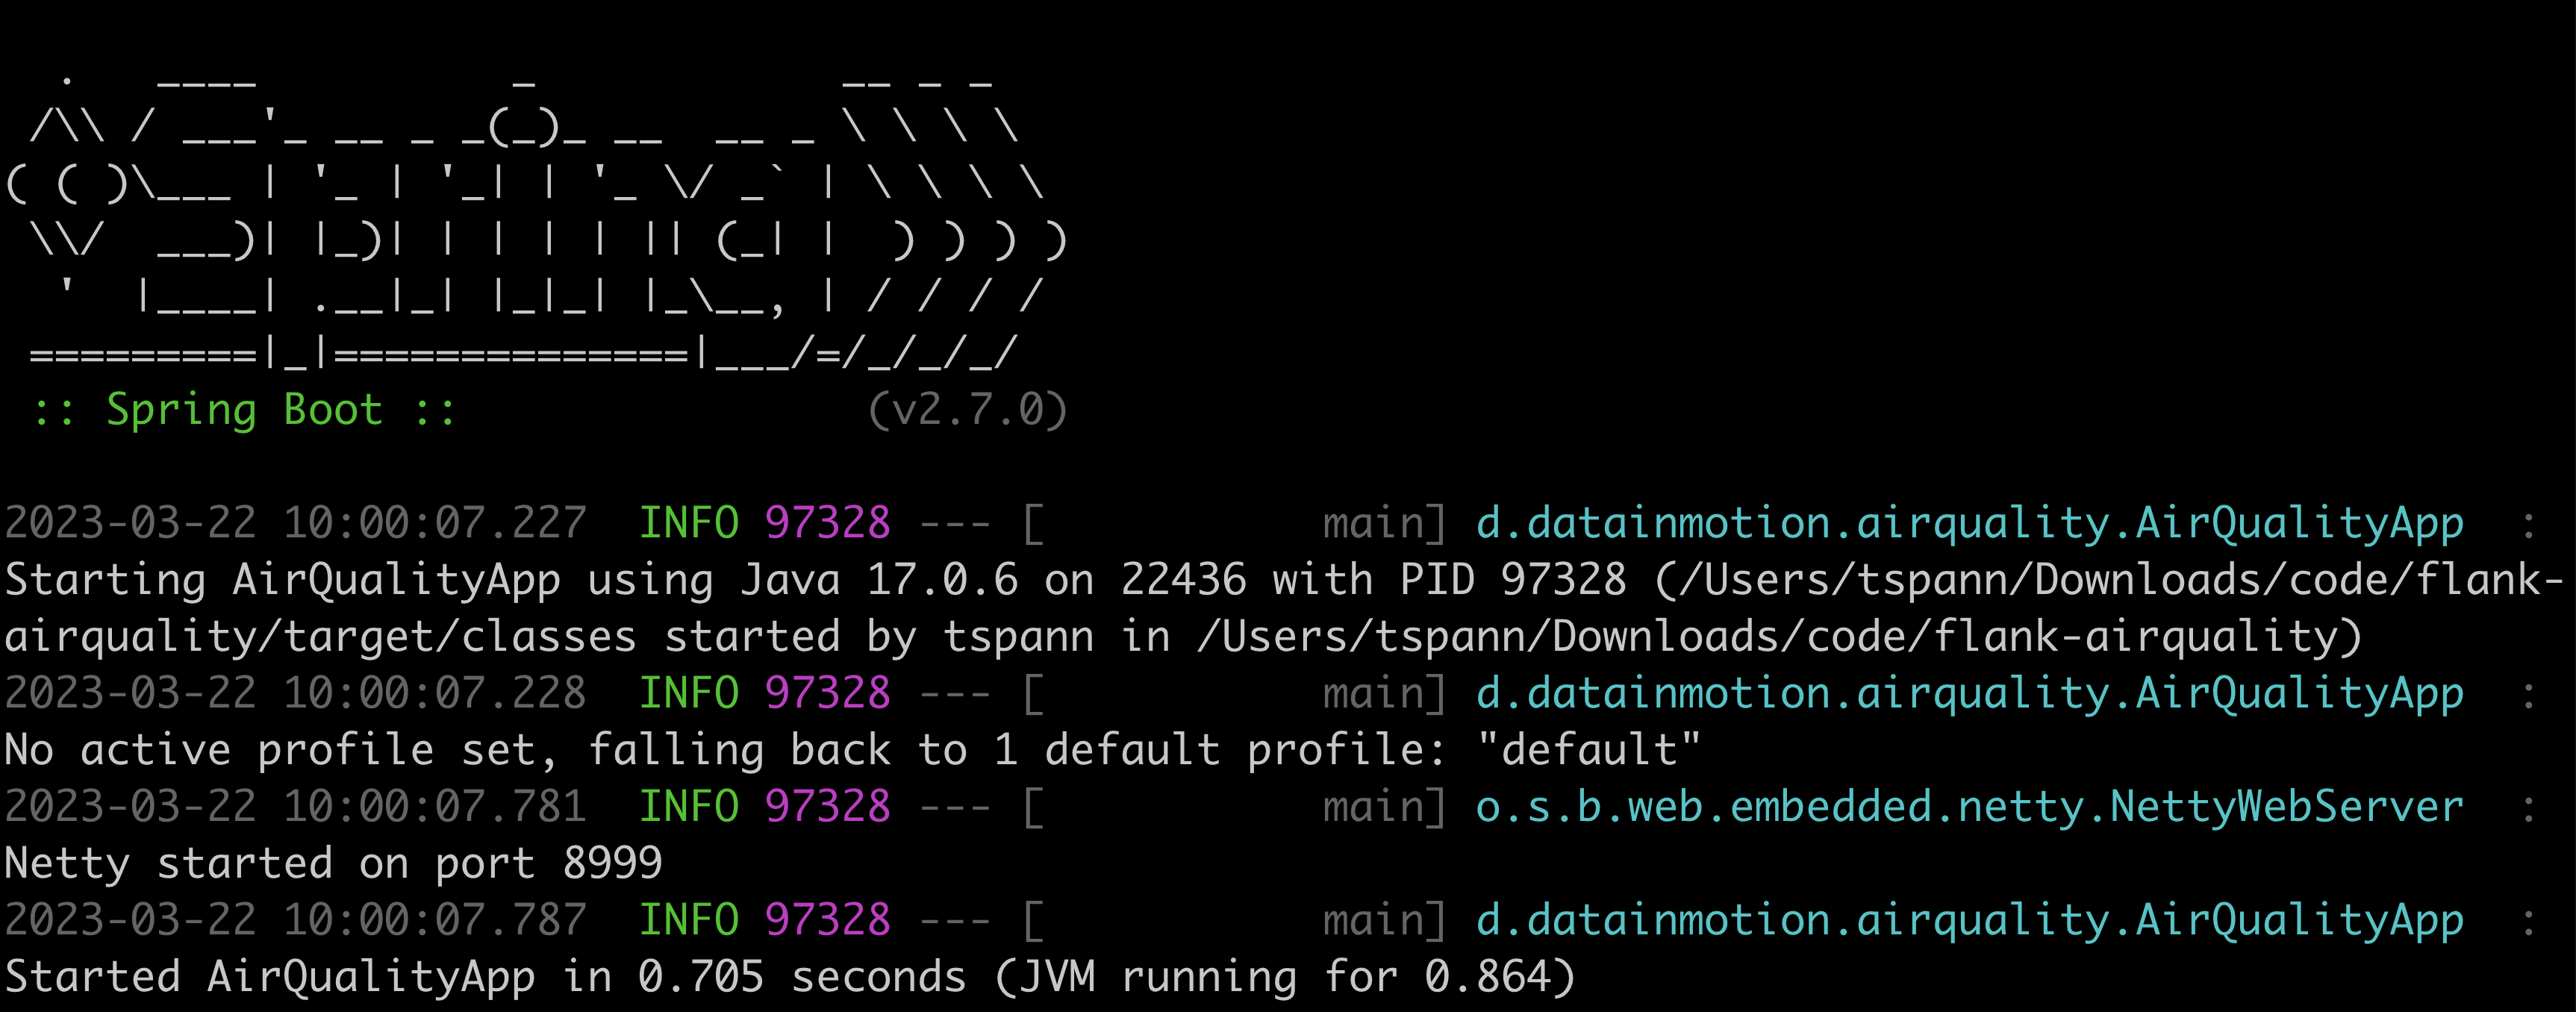 .   ____          _            __ _ _
 /\\ / ___'_ __ _ _(_)_ __  __ _ \ \ \ \
( ( )\___ | '_ | '_| | '_ \/ _` | \ \ \ \
 \\/  ___)| |_)| | | | | || (_| |  ) ) ) )
  '  |____| .__|_| |_|_| |_\__, | / / / /
 =========|_|==============|___/=/_/_/_/
 :: Spring Boot ::                (v2.7.0)
2023-03-22 10:00:07.227  INFO 97328 --- [           main] d.datainmotion.airquality.AirQualityApp  :
Starting AirQualityApp using Java 17.0.6 on 22436 with PID 97328 (/Users/tspann/Downloads/code/flank-
airquality/target/classes started by tspann in /Users/tspann/Downloads/code/flank-airquality)
2023-03-22 10:00:07.228  INFO 97328 --- [           main] d.datainmotion.airquality.AirQualityApp  :
No active profile set, falling back to 1 default profile: "default"
2023-03-22 10:00:07.781  INFO 97328 --- [           main] o.s.b.web.embedded.netty.NettyWebServer  :
Netty started on port 8999
2023-03-22 10:00:07.787  INFO 97328 --- [           main] d.datainmotion.airquality.AirQualityApp  :
Started AirQualityApp in 0.705 seconds (JVM running for 0.864)